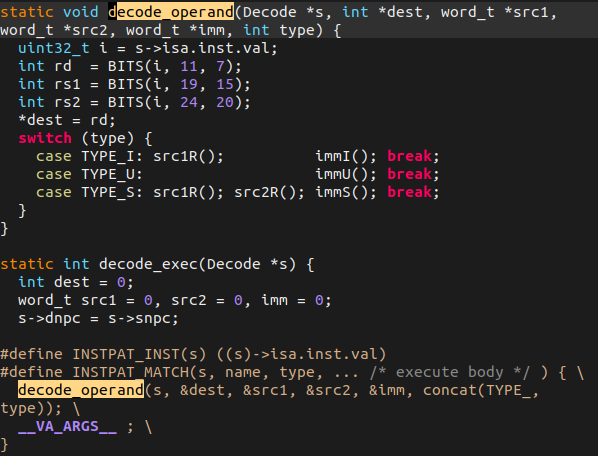 static void decode_operand(Decode *s, int *dest, word_t *src1,
word_t *src2, word_t *imm, int type) {
  uint32_t i = s->isa.inst.val;
  int rd  = BITS(i, 11, 7);
  int rs1 = BITS(i, 19, 15);
  int rs2 = BITS(i, 24, 20);
  *dest = rd;
  switch (type) {
    case TYPE_I: src1R();          immI(); break;
    case TYPE_U:                   immU(); break;
    case TYPE_S: src1R(); src2R(); immS(); break;
  }
}

static int decode_exec(Decode *s) {
  int dest = 0;
  word_t src1 = 0, src2 = 0, imm = 0;
  s->dnpc = s->snpc;

#define INSTPAT_INST(s) ((s)->isa.inst.val)
#define INSTPAT_MATCH(s, name, type, ... /* execute body */ ) { \
  decode_operand(s, &dest, &src1, &src2, &imm, concat(TYPE_,
type)); \
  __VA_ARGS__ ; \
}